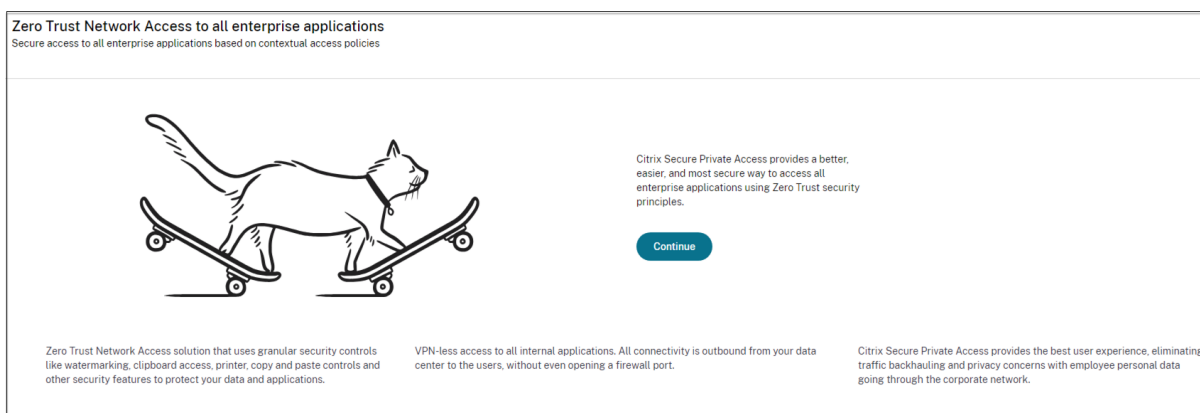 Zero Trust Network Access to all enterprise applications
Secure access to all enterprise applications based on contextual access policies
Citrix Secure Private Access provides a better,
easier, and most secure way to access all
enterprise applications using Zero Trust security
principles.
Continue
Zero Trust Network Access solution that uses granular security controls
like watermarking, clipboard access, printer, copy and paste controls and
other security features to protect your data and applications.
VPN-less access to all internal applications. All connectivity is outbound from your data
center to the users, without even opening a firewall port.
Citrix Secure Private Access provides the best user experience, eliminating
traffic backhauling and privacy concerns with employee personal data
going through the corporate network.